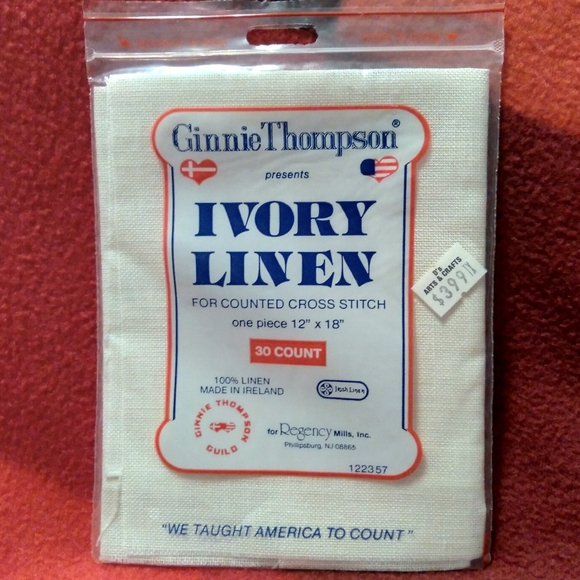 Ginnie Thompson®
presents
IVORY
LINEN
FOR COUNTED CROSS STITCH
one piece 12" x 18"
30 COUNT
100% LINEN
MADE IN IRELAND
Irish Linen
GINNIE THOMPSON
GUILD
for Regency Mills, Inc.
Phillipsburg, NJ 08865
122357
"WE TAUGHT AMERICA TO COUNT"
D's
ARTS & CRAFTS
$3.99